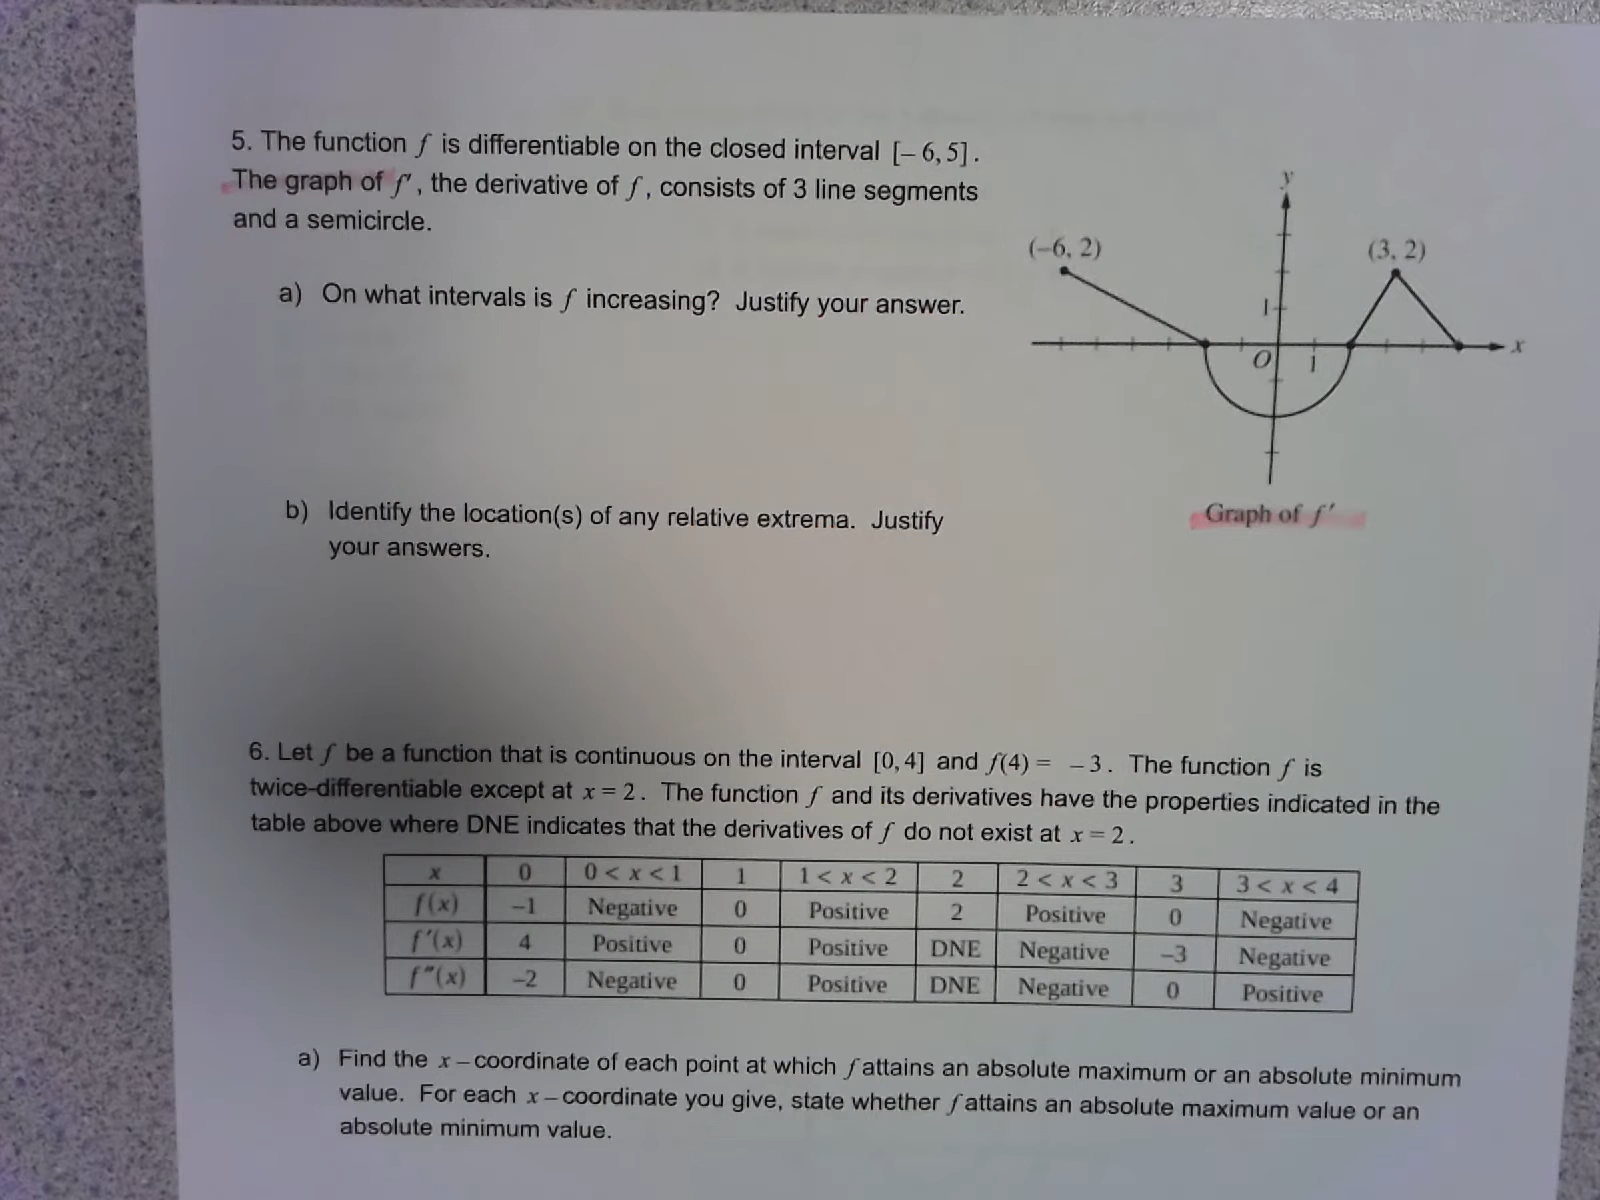 5. The function f is differentiable on the closed interval [– 6, 5].
The graph of f′, the derivative of f, consists of 3 line segments
and a semicircle.
a) On what intervals is f increasing? Justify your answer.
y
(–6, 2)
(3, 2)
1
O
1
x
Graph of f′
b) Identify the location(s) of any relative extrema. Justify
your answers.
6. Let f be a function that is continuous on the interval [0, 4] and f(4) = – 3. The function f is
twice-differentiable except at x = 2. The function f and its derivatives have the properties indicated in the
table above where DNE indicates that the derivatives of f do not exist at x = 2.
x 0 0 < x < 1 1 1 < x < 2 2 2 < x < 3 3 3 < x < 4
f(x) –1 Negative 0 Positive 2 Positive 0 Negative
f′(x) 4 Positive 0 Positive DNE Negative –3 Negative
f″(x) –2 Negative 0 Positive DNE Negative 0 Positive
a) Find the x – coordinate of each point at which f attains an absolute maximum or an absolute minimum
value. For each x – coordinate you give, state whether f attains an absolute maximum value or an
absolute minimum value.